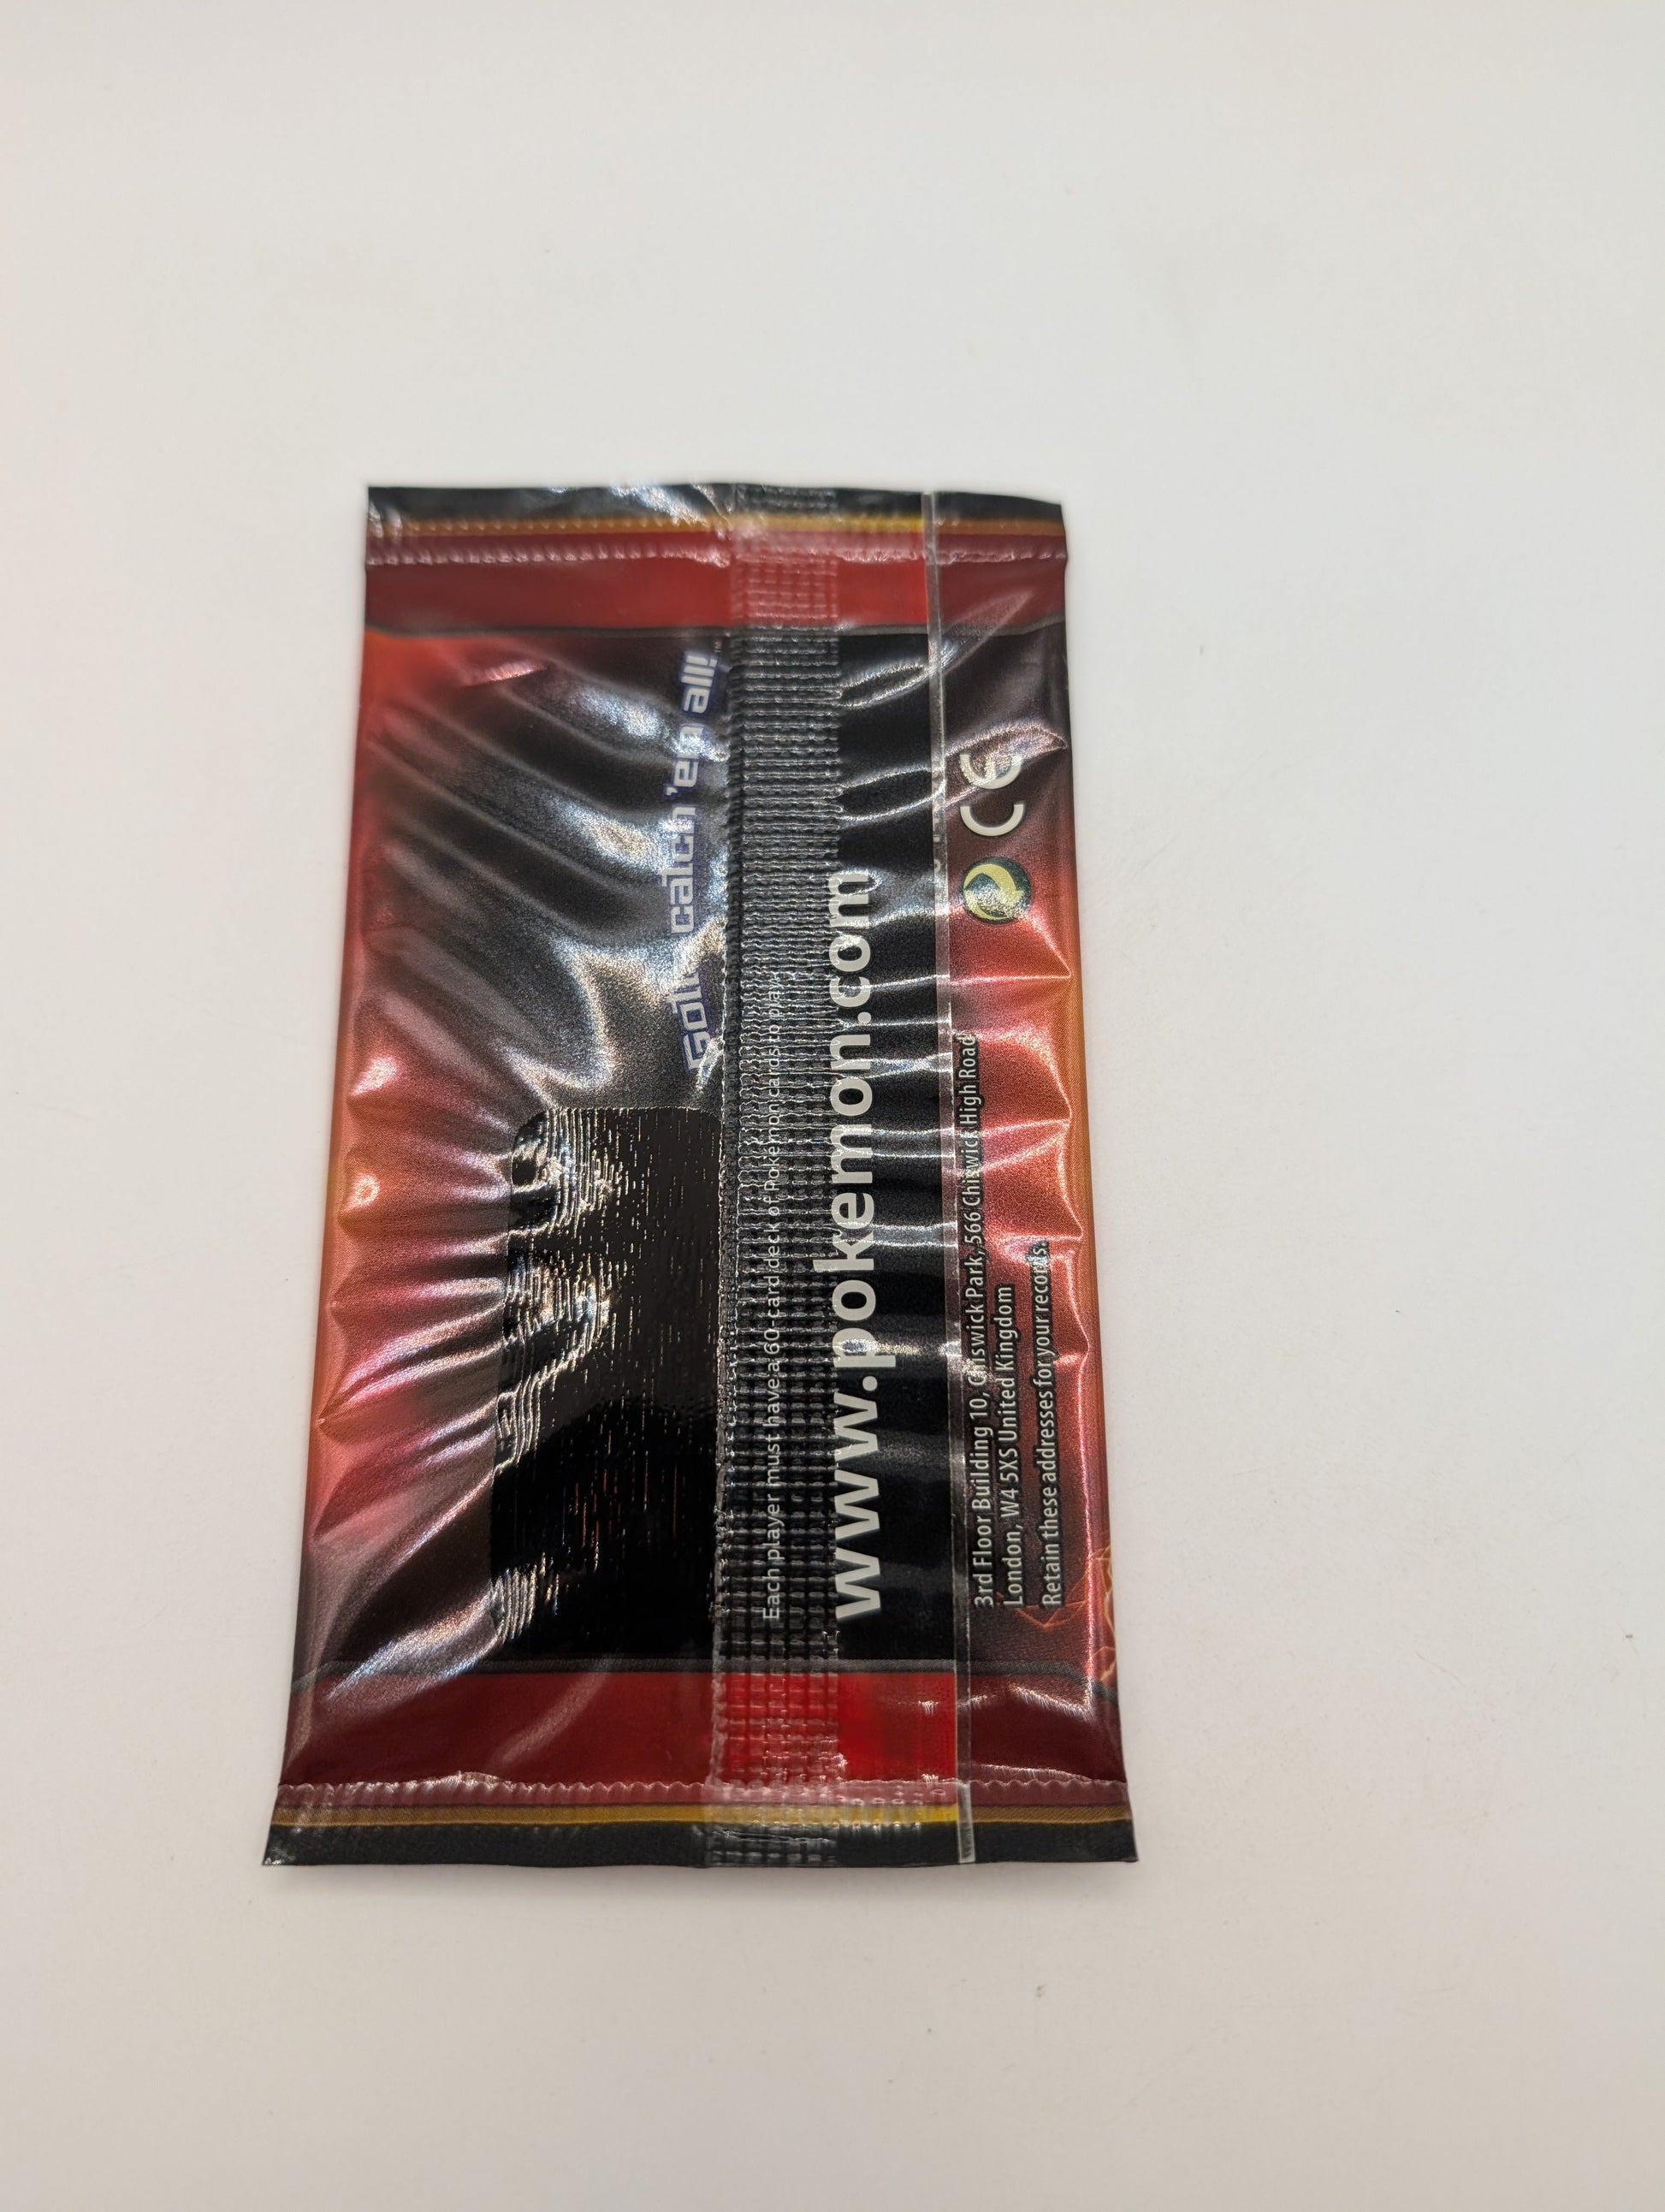 Gotta catch 'em all!™
Each player must have a 60-card deck of Pokémon cards to play.
www.pokemon.com
CE
3rd Floor Building 10, Chiswick Park, 566 Chiswick High Road
London, W4 5XS United Kingdom
Retain these addresses for your records.